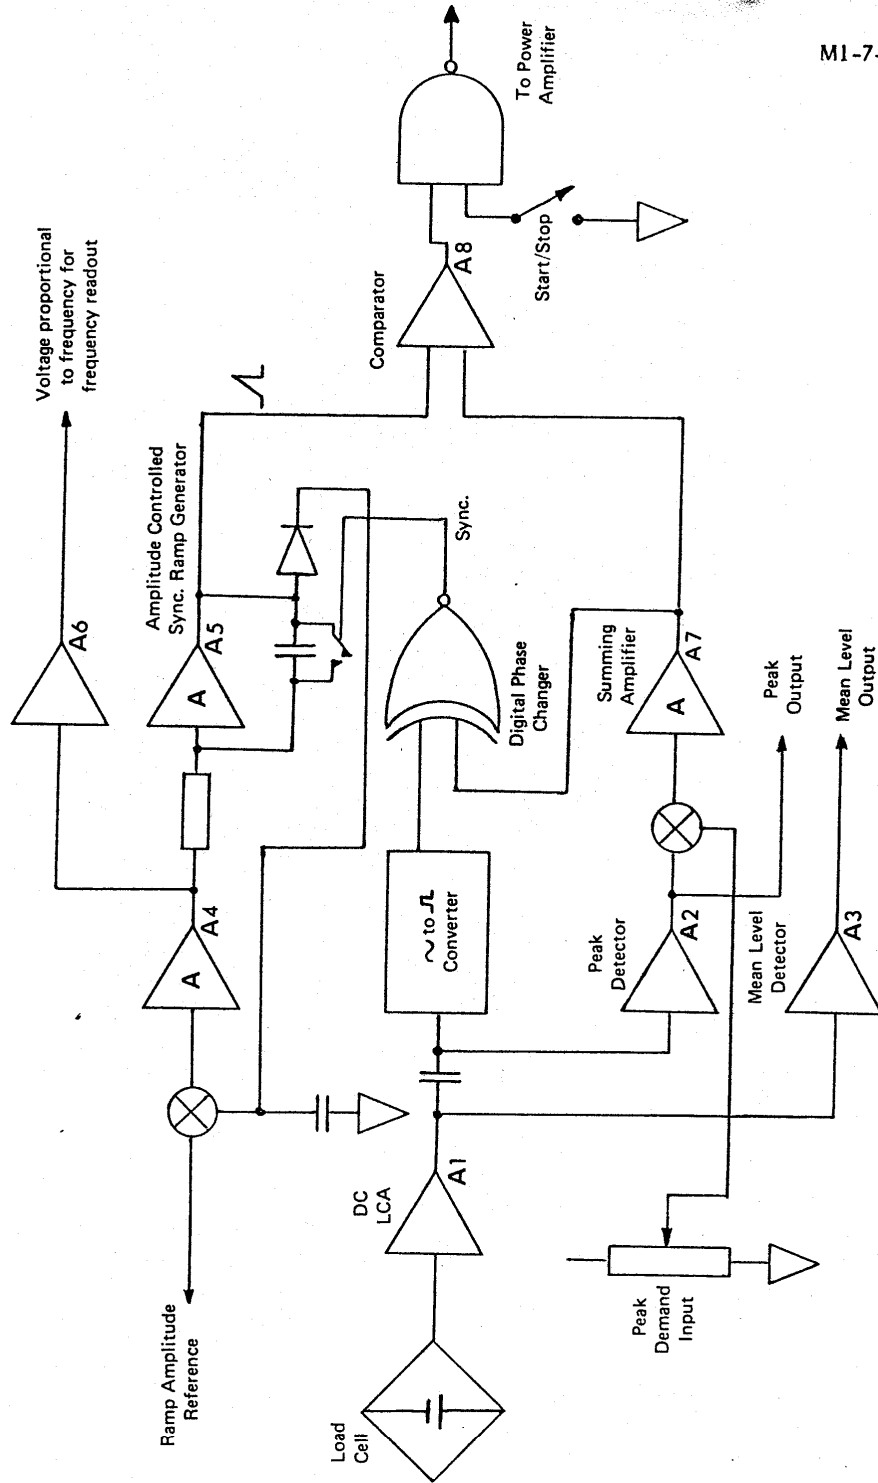 M1-7-
To Power
Amplifier
Voltage proportional
to frequency for
frequency readout
A8
Start/Stop
Comparator
Amplitude Controlled
Sync. Ramp Generator
A6
A5
A
Sync.
Digital Phase
Changer
Summing
Amplifier
A7
A
Peak
Output
Mean Level
Output
A4
A
~ to ⎍
Converter
Peak
Detector
A2
Mean Level
Detector
A3
DC
LCA
A1
Ramp Amplitude
Reference
Load
Cell
Peak
Demand
Input